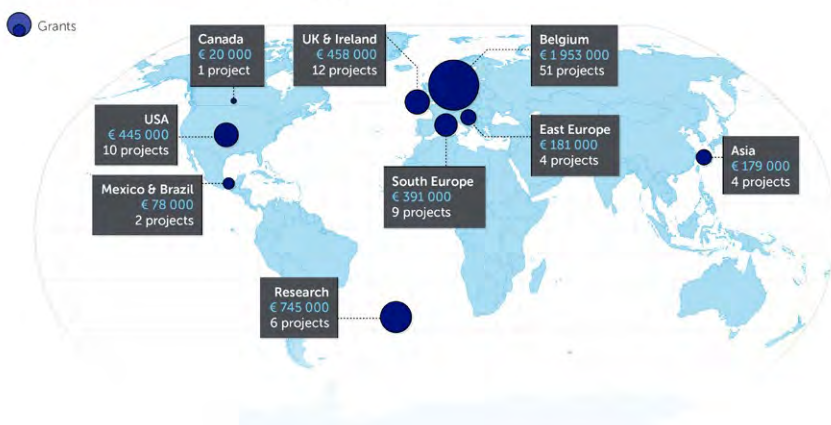 Grants
Canada
€ 20 000
1 project
UK & Ireland
€ 458 000
12 projects
Belgium
€ 1 953 000
51 projects
USA
€ 445 000
10 projects
East Europe
€ 181 000
4 projects
Asia
€ 179 000
4 projects
Mexico & Brazil
€ 78 000
2 projects
South Europe
€ 391 000
9 projects
Research
€ 745 000
6 projects